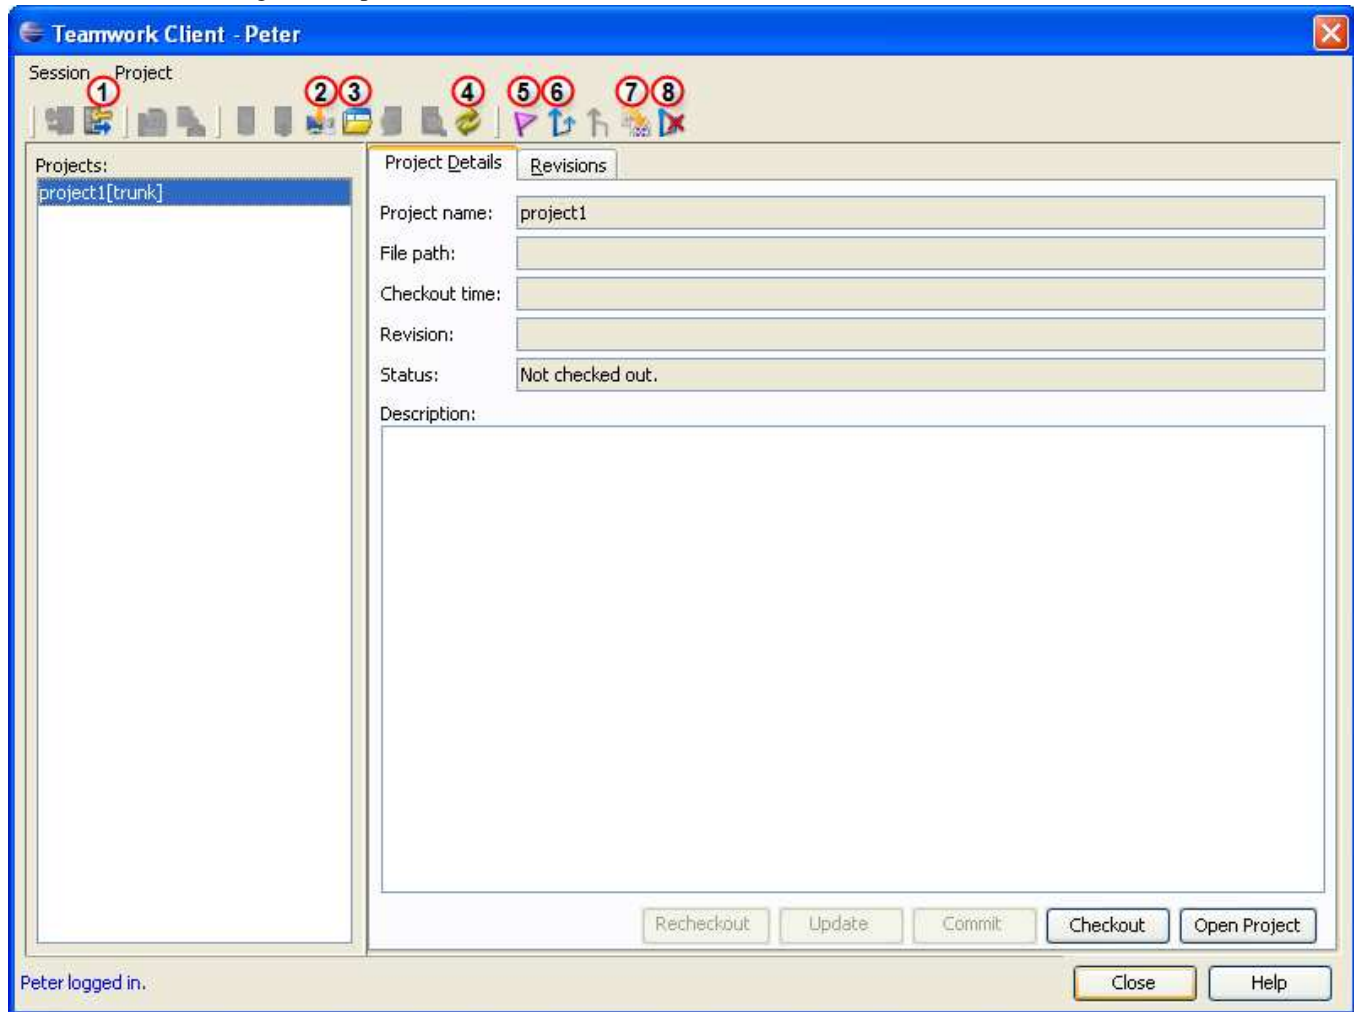 Teamwork Client - Peter
Session Project
1 2 3 4 5 6 7 8
Projects:
project1[trunk]
Project Details Revisions
Project name: project1
File path:
Checkout time:
Revision:
Status: Not checked out.
Description:
Recheckout Update Commit Checkout Open Project
Peter logged in. Close Help